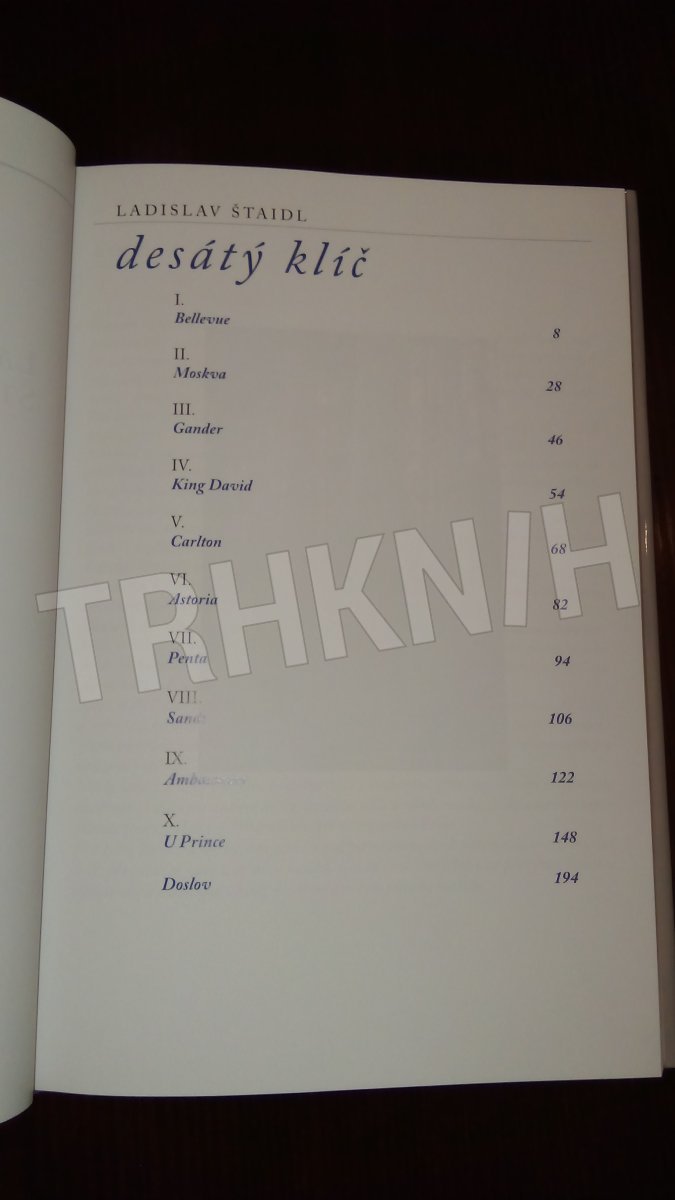 LADISLAV ŠTAIDL
desátý klíč
I.
Bellevue 8
II.
Moskva 28
III.
Gander 46
IV.
King David 54
V.
Carlton 68
VI.
Astoria 82
VII.
Penta 94
VIII.
106
IX.
122
X.
U Prince 148
Doslov 194
TRHKNIH